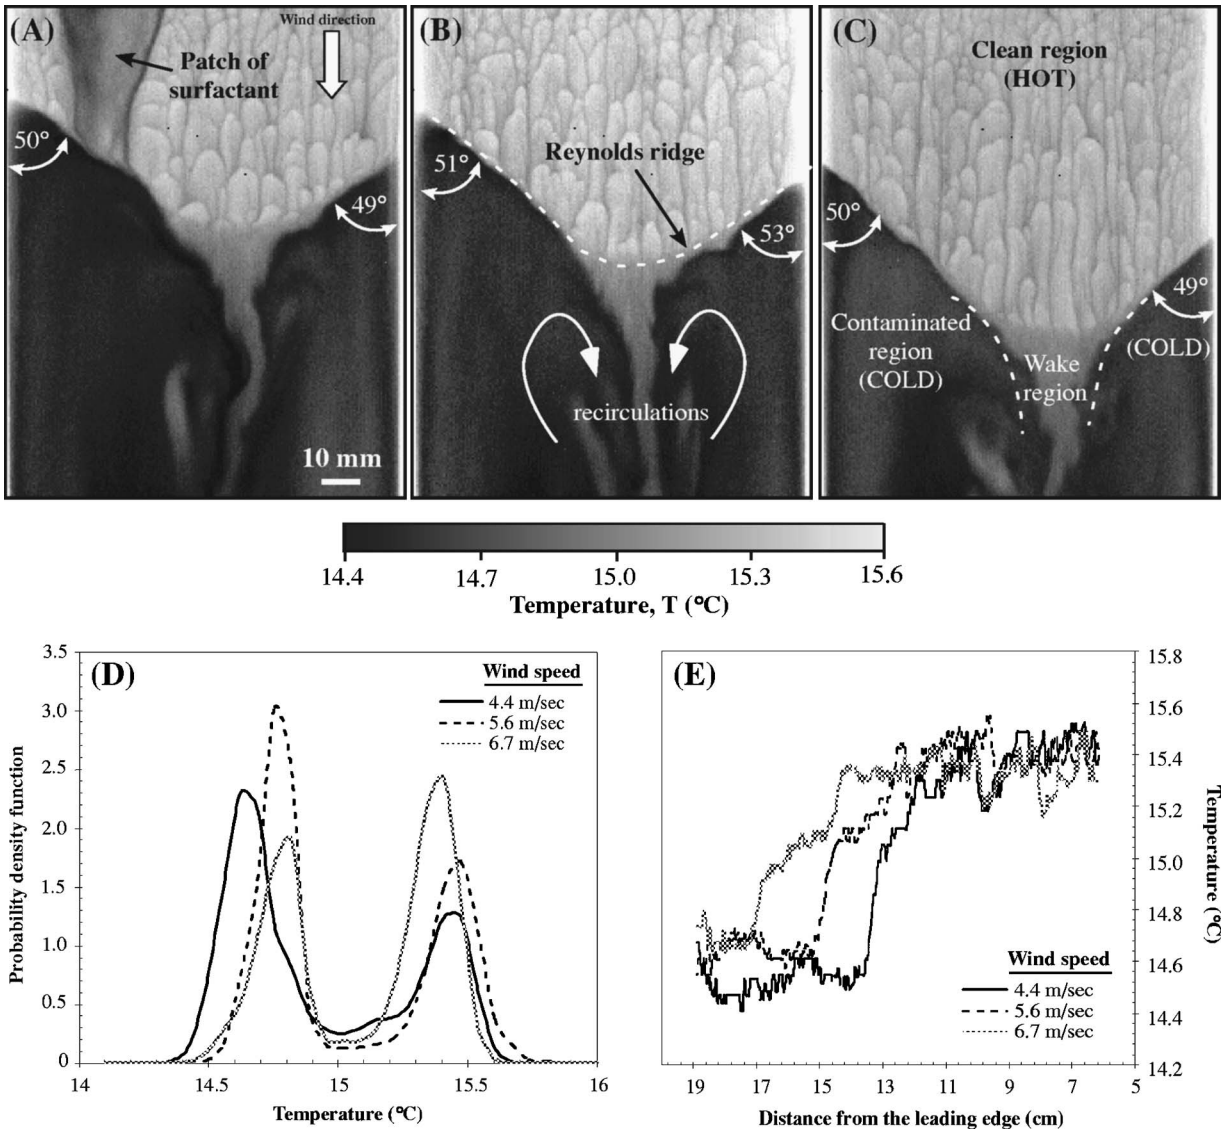 (A)
Wind direction
Patch of
surfactant
50°
49°
10 mm
(B)
Reynolds ridge
51°
53°
recirculations
(C)
Clean region
(HOT)
50°
49°
Contaminated
region
(COLD)
Wake
region
(COLD)
14.4 14.7 15.0 15.3 15.6
Temperature, T (°C)
(D)
Wind speed
4.4 m/sec
5.6 m/sec
6.7 m/sec
Probability density function
3.5
3.0
2.5
2.0
1.5
1.0
0.5
0
14 14.5 15 15.5 16
Temperature (°C)
(E)
15.8
15.6
15.4
15.2
15.0
14.8
14.6
14.4
14.2
Temperature (°C)
Wind speed
4.4 m/sec
5.6 m/sec
6.7 m/sec
19 17 15 13 11 9 7 5
Distance from the leading edge (cm)